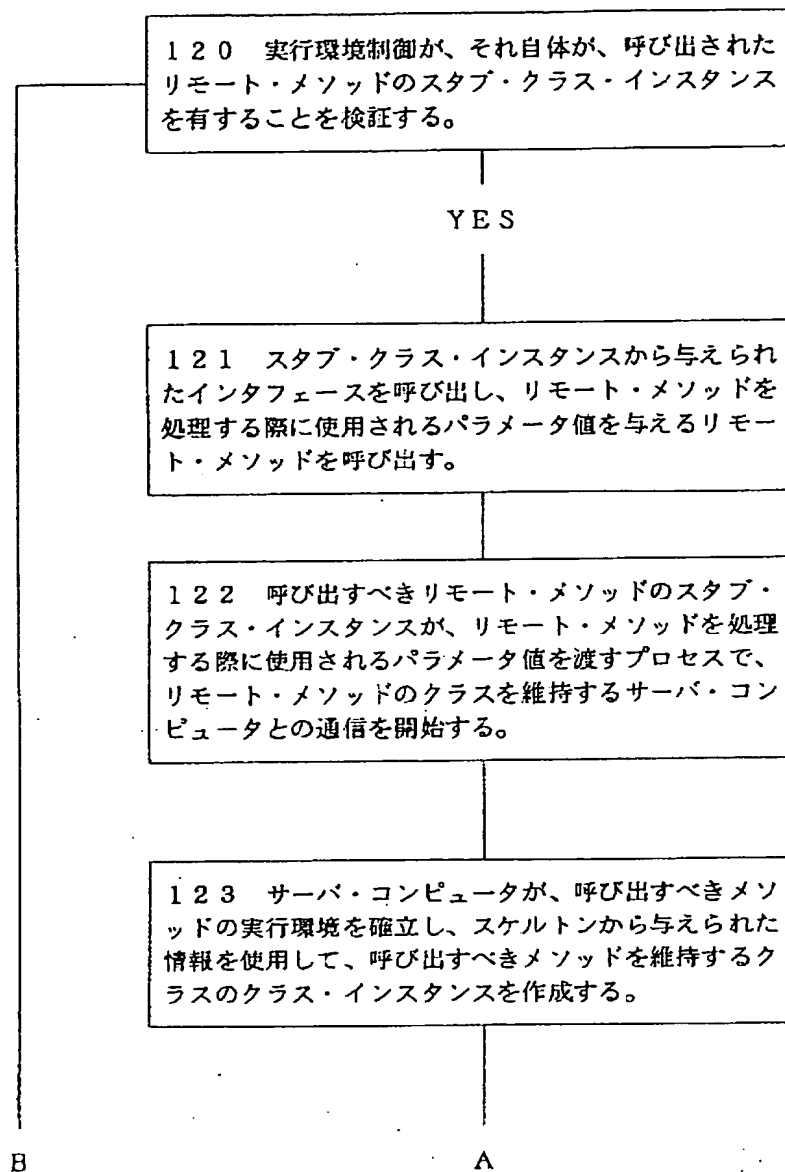 120 実行環境制御が、それ自体が、呼び出された
リモート・メソッドのスタブ・クラス・インスタンス
を有することを検証する。
YES
121 スタブ・クラス・インスタンスから与えられ
たインタフェースを呼び出し、リモート・メソッドを
処理する際に使用されるパラメータ値を与えるリモー
ト・メソッドを呼び出す。
122 呼び出すべきリモート・メソッドのスタブ・
クラス・インスタンスが、リモート・メソッドを処理
する際に使用されるパラメータ値を渡すプロセスで、
リモート・メソッドのクラスを維持するサーバ・コン
ピュータとの通信を開始する。
123 サーバ・コンピュータが、呼び出すべきメソ
ッドの実行環境を確立し、スケルトンから与えられた
情報を使用して、呼び出すべきメソッドを維持するク
ラスのクラス・インスタンスを作成する。
B
A